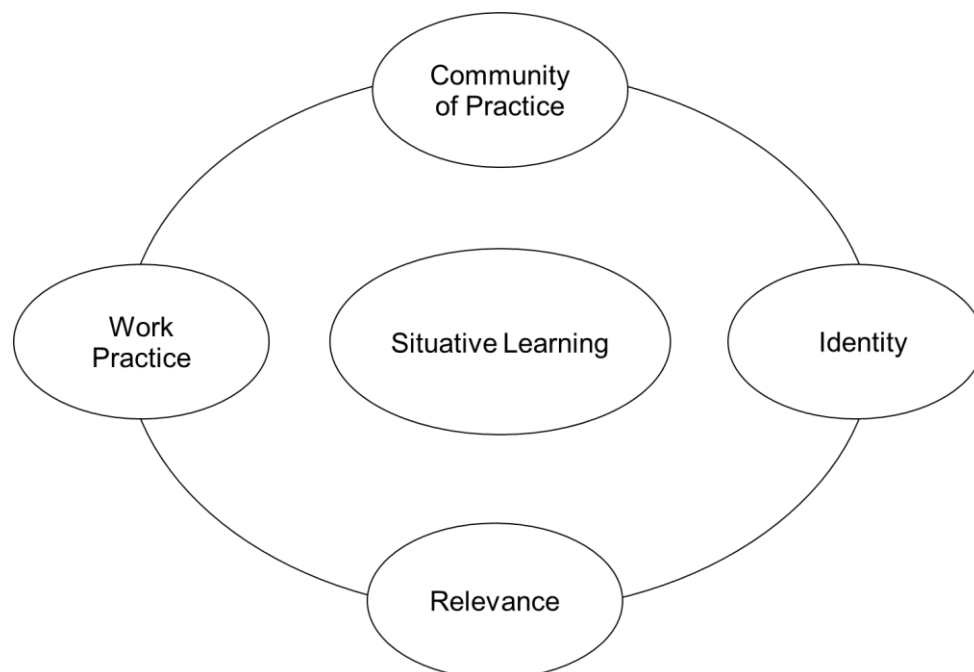 Community
of Practice
Work
Practice
Situative Learning
Identity
Relevance